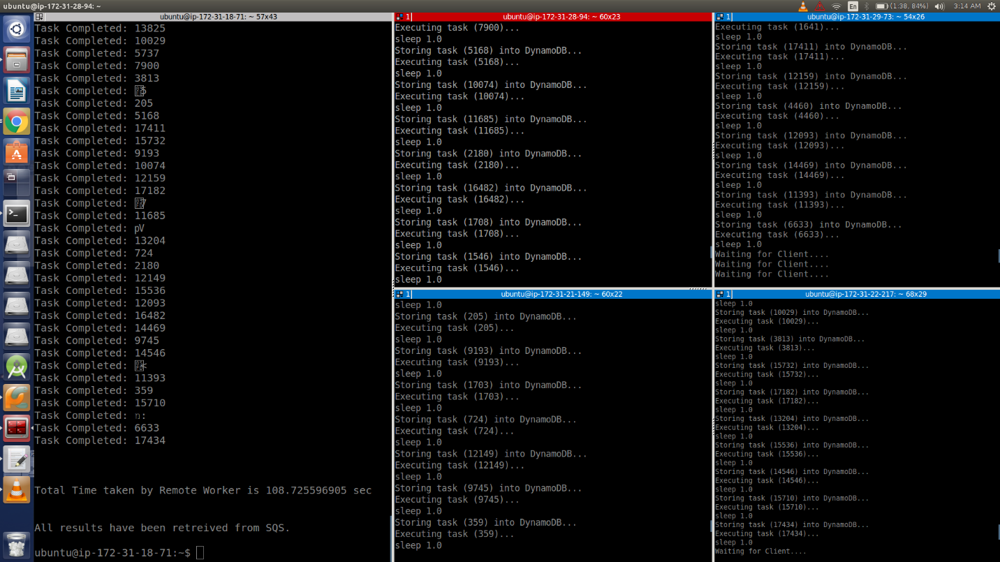 ubuntu@ip-172-31-28-94: ~
En
(1:38, 84%)
3:14 AM
ubuntu@ip-172-31-18-71: ~ 57x43
Task Completed: 13825
Task Completed: 10029
Task Completed: 5737
Task Completed: 7900
Task Completed: 3813
Task Completed:
Task Completed: 205
Task Completed: 5168
Task Completed: 17411
Task Completed: 15732
Task Completed: 9193
Task Completed: 10074
Task Completed: 12159
Task Completed: 17182
Task Completed:
Task Completed: 11685
Task Completed: pV
Task Completed: 13204
Task Completed: 724
Task Completed: 2180
Task Completed: 12149
Task Completed: 15536
Task Completed: 12093
Task Completed: 16482
Task Completed: 14469
Task Completed: 9745
Task Completed: 14546
Task Completed: <
Task Completed: 11393
Task Completed: 359
Task Completed: 15710
Task Completed: n:
Task Completed: 6633
Task Completed: 17434
Total Time taken by Remote Worker is 108.725596905 sec
All results have been retreived from SQS.
ubuntu@ip-172-31-18-71:~$
1
ubuntu@ip-172-31-28-94: ~ 60x23
Executing task (7900)...
sleep 1.0
Storing task (5168) into DynamoDB...
Executing task (5168)...
sleep 1.0
Storing task (10074) into DynamoDB...
Executing task (10074)...
sleep 1.0
Storing task (11685) into DynamoDB...
Executing task (11685)...
sleep 1.0
Storing task (2180) into DynamoDB...
Executing task (2180)...
sleep 1.0
Storing task (16482) into DynamoDB...
Executing task (16482)...
sleep 1.0
Storing task (1708) into DynamoDB...
Executing task (1708)...
sleep 1.0
Storing task (1546) into DynamoDB...
Executing task (1546)...
sleep 1.0
1
ubuntu@ip-172-31-21-149: ~ 60x22
sleep 1.0
Storing task (205) into DynamoDB...
Executing task (205)...
sleep 1.0
Storing task (9193) into DynamoDB...
Executing task (9193)...
sleep 1.0
Storing task (1703) into DynamoDB...
Executing task (1703)...
sleep 1.0
Storing task (724) into DynamoDB...
Executing task (724)...
sleep 1.0
Storing task (12149) into DynamoDB...
Executing task (12149)...
sleep 1.0
Storing task (9745) into DynamoDB...
Executing task (9745)...
sleep 1.0
Storing task (359) into DynamoDB...
Executing task (359)...
sleep 1.0
1
ubuntu@ip-172-31-29-73: ~ 54x26
Executing task (1641)...
sleep 1.0
Storing task (17411) into DynamoDB...
Executing task (17411)...
sleep 1.0
Storing task (12159) into DynamoDB...
Executing task (12159)...
sleep 1.0
Storing task (4460) into DynamoDB...
Executing task (4460)...
sleep 1.0
Storing task (12093) into DynamoDB...
Executing task (12093)...
sleep 1.0
Storing task (14469) into DynamoDB...
Executing task (14469)...
sleep 1.0
Storing task (11393) into DynamoDB...
Executing task (11393)...
sleep 1.0
Storing task (6633) into DynamoDB...
Executing task (6633)...
sleep 1.0
Waiting for Client....
Waiting for Client....
Waiting for Client....
1
ubuntu@ip-172-31-22-217: ~ 68x29
sleep 1.0
Storing task (10029) into DynamoDB...
Executing task (10029)...
sleep 1.0
Storing task (3813) into DynamoDB...
Executing task (3813)...
sleep 1.0
Storing task (15732) into DynamoDB...
Executing task (15732)...
sleep 1.0
Storing task (17182) into DynamoDB...
Executing task (17182)...
sleep 1.0
Storing task (13204) into DynamoDB...
Executing task (13204)...
sleep 1.0
Storing task (15536) into DynamoDB...
Executing task (15536)...
sleep 1.0
Storing task (14546) into DynamoDB...
Executing task (14546)...
sleep 1.0
Storing task (15710) into DynamoDB...
Executing task (15710)...
sleep 1.0
Storing task (17434) into DynamoDB...
Executing task (17434)...
sleep 1.0
Waiting for Client....